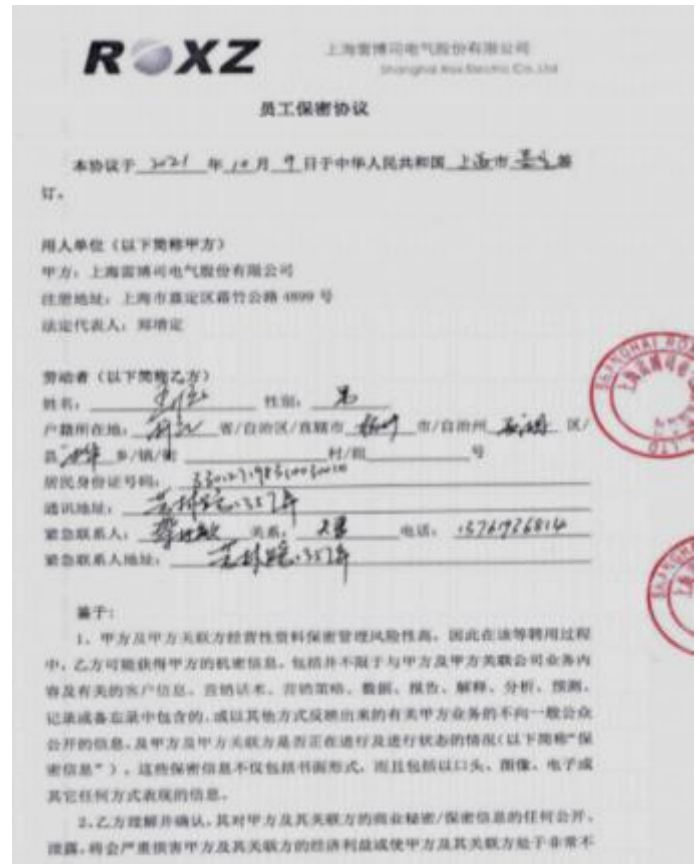 ROXZ
上海雷博司电气股份有限公司
Shanghai Rox Electric Co.,Ltd
员工保密协议
本协议于 2021 年 10 月 9 日于中华人民共和国 上海市 嘉定 签
订。
用人单位（以下简称甲方）
甲方：上海雷博司电气股份有限公司
注册地址：上海市嘉定区霜竹公路 4899 号
法定代表人：郑增定
劳动者（以下简称乙方）
姓名： 性别：男
户籍所在地：浙江 省/自治区/直辖市 杭州 市/自治州 区/
县 乡/镇/街 村/组 号
居民身份证号码：
通讯地址：
紧急联系人： 关系： 电话：13761936814
紧急联系人地址：
鉴于：
1、甲方及甲方关联方经营性资料保密管理风险性高，因此在该等聘用过程
中，乙方可能获得甲方的机密信息，包括并不限于与甲方及甲方关联公司业务内
容及有关的客户信息、营销话术、营销策略、数据、报告、解释、分析、预测、
记录或备忘录中包含的，或以其他方式反映出来的有关甲方业务的不向一般公众
公开的信息，及甲方及甲方关联方是否正在进行及进行状态的情况（以下简称“保
密信息”）。这些保密信息不仅包括书面形式，而且包括以口头、图像、电子或
其它任何方式表现的信息。
2、乙方理解并确认，其对甲方及其关联方的商业秘密/保密信息的任何公开、
泄露，将会严重损害甲方及其关联方的经济利益或使甲方及其关联方处于非常不